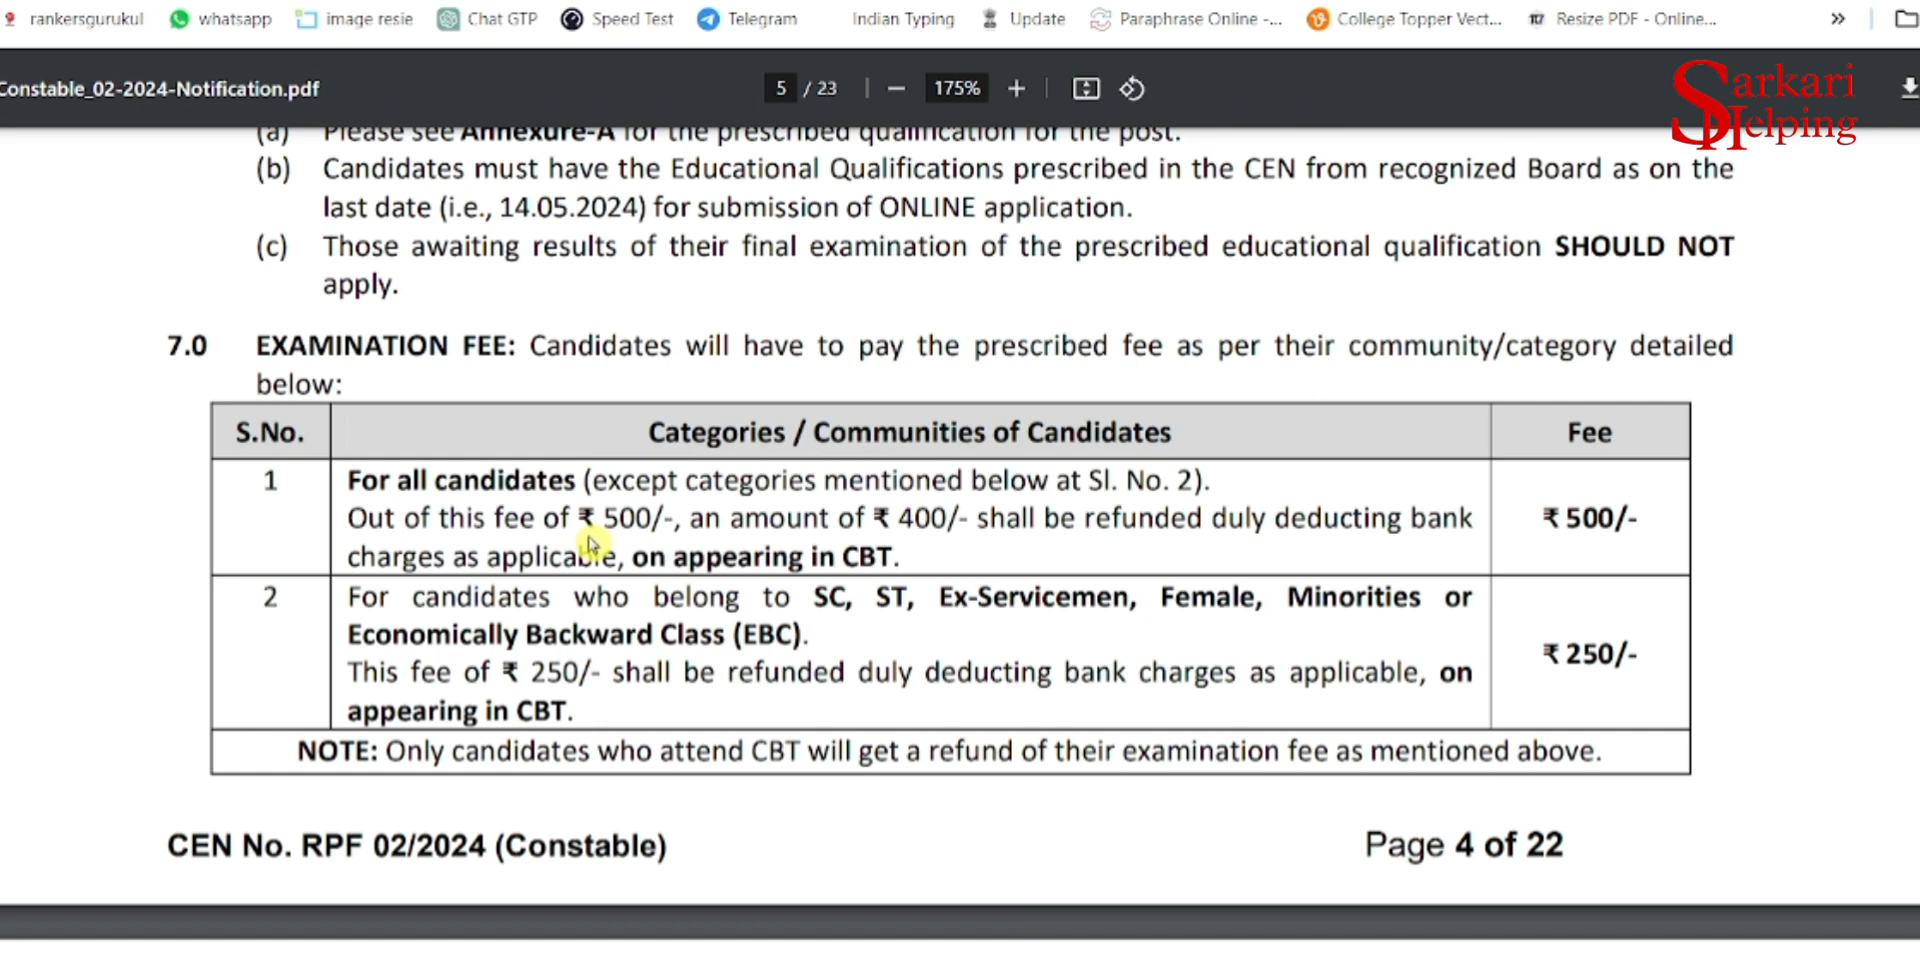 rankersgurukul whatsapp image resie Chat GTP Speed Test Telegram Indian Typing Update Paraphrase Online -... College Topper Vect... Resize PDF - Online... »
Constable_02-2024-Notification.pdf 5 / 23 — 175% +
Sarkari
Helping
(a) Please see Annexure-A for the prescribed qualification for the post.
(b) Candidates must have the Educational Qualifications prescribed in the CEN from recognized Board as on the
last date (i.e., 14.05.2024) for submission of ONLINE application.
(c) Those awaiting results of their final examination of the prescribed educational qualification SHOULD NOT
apply.
7.0 EXAMINATION FEE: Candidates will have to pay the prescribed fee as per their community/category detailed
below:
S.No. Categories / Communities of Candidates Fee
1 For all candidates (except categories mentioned below at Sl. No. 2).
Out of this fee of ₹ 500/-, an amount of ₹ 400/- shall be refunded duly deducting bank ₹ 500/-
charges as applicable, on appearing in CBT.
2 For candidates who belong to SC, ST, Ex-Servicemen, Female, Minorities or
Economically Backward Class (EBC).
₹ 250/-
This fee of ₹ 250/- shall be refunded duly deducting bank charges as applicable, on
appearing in CBT.
NOTE: Only candidates who attend CBT will get a refund of their examination fee as mentioned above.
CEN No. RPF 02/2024 (Constable) Page 4 of 22